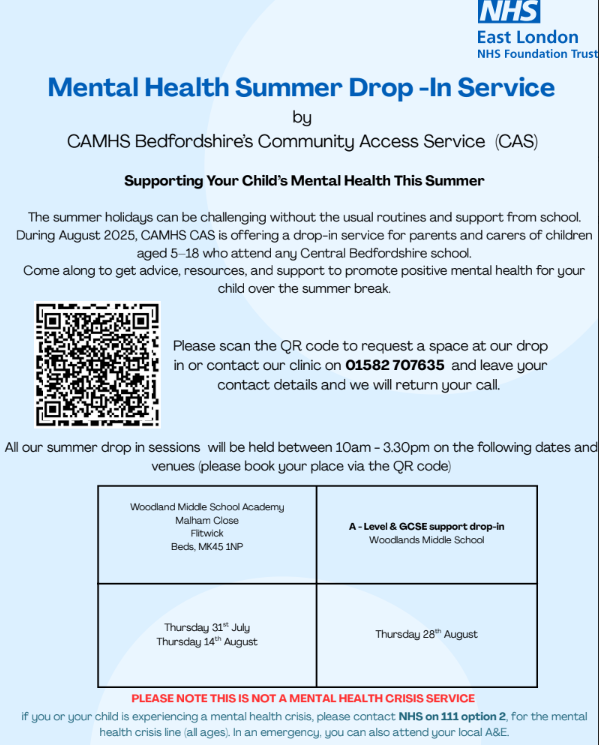 NHS
East London
NHS Foundation Trust
Mental Health Summer Drop -In Service
by
CAMHS Bedfordshire's Community Access Service (CAS)
Supporting Your Child's Mental Health This Summer
The summer holidays can be challenging without the usual routines and support from school.
During August 2025, CAMHS CAS is offering a drop-in service for parents and carers of children
aged 5–18 who attend any Central Bedfordshire school.
Come along to get advice, resources, and support to promote positive mental health for your
child over the summer break.
Please scan the QR code to request a space at our drop
in or contact our clinic on 01582 707635 and leave your
contact details and we will return your call.
All our summer drop in sessions will be held between 10am - 3.30pm on the following dates and
venues (please book your place via the QR code)
Woodland Middle School Academy
Malham Close
Flitwick
Beds, MK45 1NP
A - Level & GCSE support drop-in
Woodlands Middle School
Thursday 31st July
Thursday 14th August
Thursday 28th August
PLEASE NOTE THIS IS NOT A MENTAL HEALTH CRISIS SERVICE
if you or your child is experiencing a mental health crisis, please contact NHS on 111 option 2, for the mental
health crisis line (all ages). In an emergency, you can also attend your local A&E.